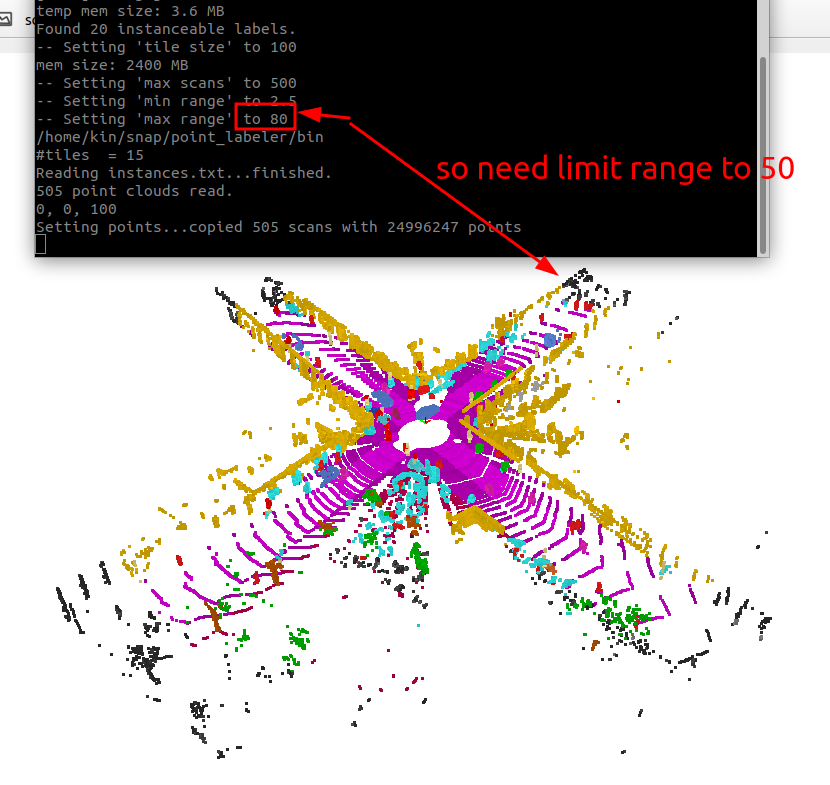 temp mem size: 3.6 MB
Found 20 instanceable labels.
-- Setting 'tile size' to 100
mem size: 2400 MB
-- Setting 'max scans' to 500
-- Setting 'min range' to 2.5
-- Setting 'max range' to 80
/home/kin/snap/point_labeler/bin
#tiles  = 15
so need limit range to 50
Reading instances.txt...finished.
505 point clouds read.
0, 0, 100
Setting points...copied 505 scans with 24996247 points